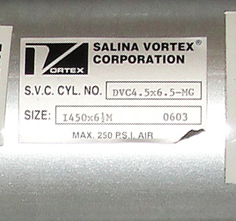 SALINA VORTEX®
CORPORATION
VORTEX
S.V.C. CYL. NO. DVC4.5x6.5-MG
SIZE: I450x6½M 0603
MAX. 250 P.S.I. AIR